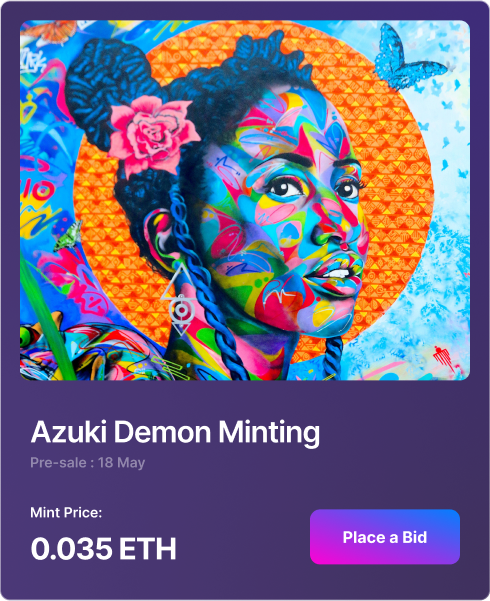 Azuki Demon Minting
Pre-sale : 18 May
Mint Price:
0.035 ETH
Place a Bid